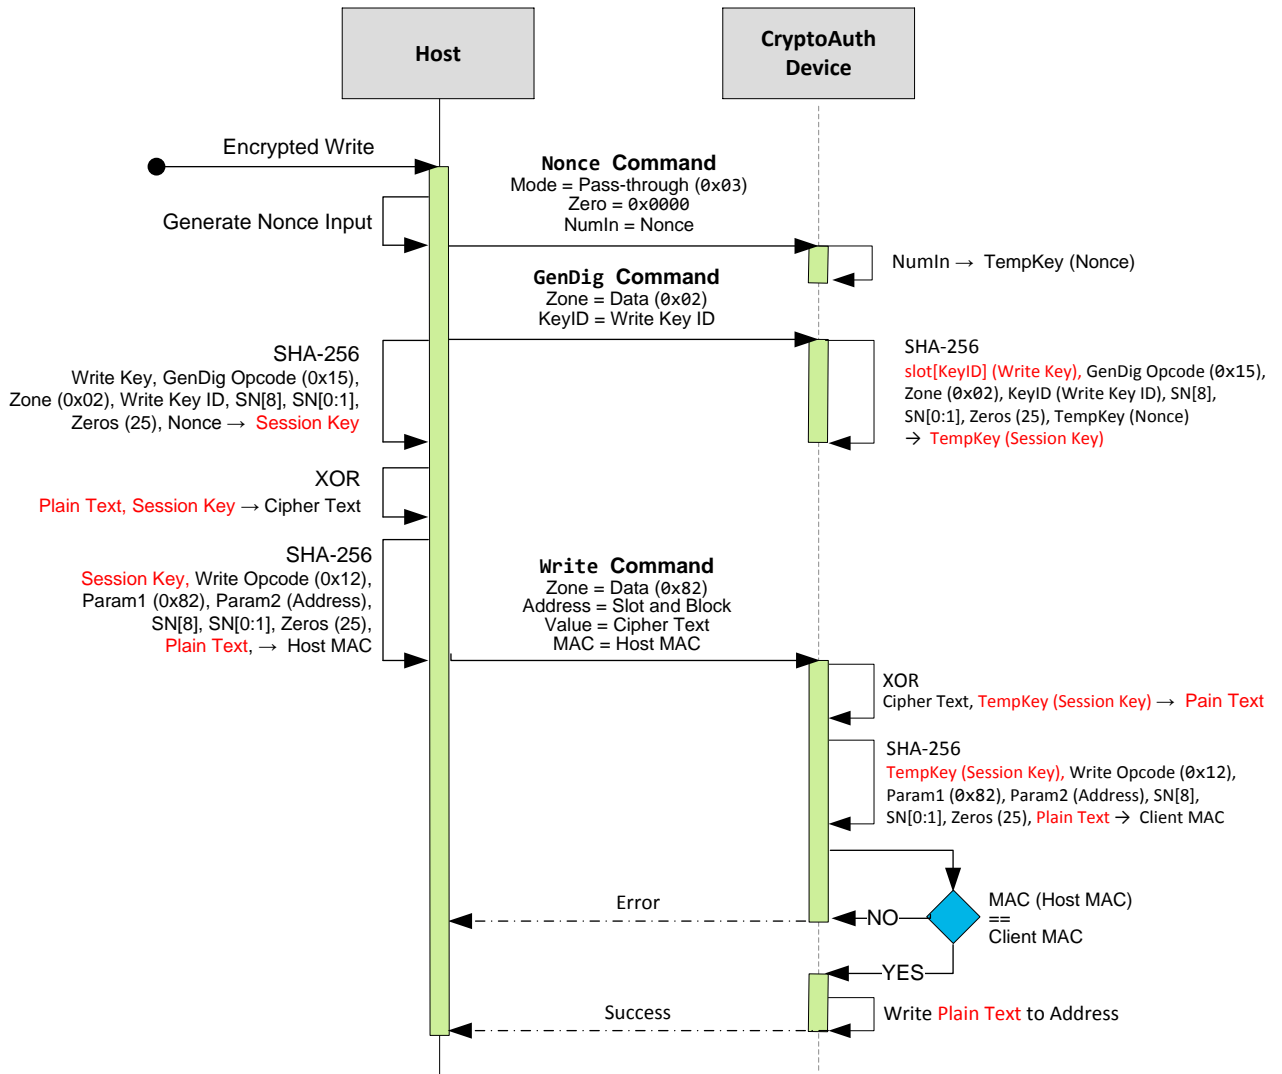 Host
CryptoAuth
Device
Encrypted Write
Generate Nonce Input
Nonce Command
Mode = Pass-through (0x03)
Zero = 0x0000
NumIn = Nonce
NumIn → TempKey (Nonce)
GenDig Command
Zone = Data (0x02)
KeyID = Write Key ID
SHA-256
Write Key, GenDig Opcode (0x15),
Zone (0x02), Write Key ID, SN[8], SN[0:1],
Zeros (25), Nonce → Session Key
SHA-256
slot[KeyID] (Write Key), GenDig Opcode (0x15),
Zone (0x02), KeyID (Write Key ID), SN[8],
SN[0:1], Zeros (25), TempKey (Nonce)
→ TempKey (Session Key)
XOR
Plain Text, Session Key → Cipher Text
SHA-256
Session Key, Write Opcode (0x12),
Param1 (0x82), Param2 (Address),
SN[8], SN[0:1], Zeros (25),
Plain Text, → Host MAC
Write Command
Zone = Data (0x82)
Address = Slot and Block
Value = Cipher Text
MAC = Host MAC
XOR
Cipher Text, TempKey (Session Key) → Pain Text
SHA-256
TempKey (Session Key), Write Opcode (0x12),
Param1 (0x82), Param2 (Address), SN[8],
SN[0:1], Zeros (25), Plain Text → Client MAC
MAC (Host MAC)
==
Client MAC
NO
Error
YES
Write Plain Text to Address
Success